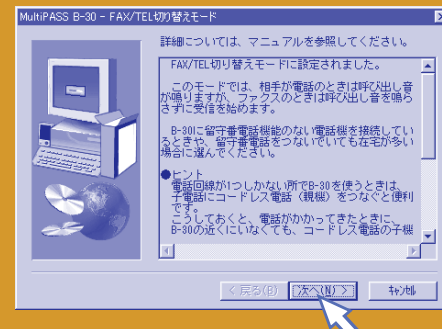 MultiPASS B-30 - FAX/TEL切り替えモード
詳細については、マニュアルを参照してください。
FAX/TEL切り替えモードに設定されました。
このモードでは、相手が電話のときは呼び出し音
が鳴りますが、ファクスのときは呼び出し音を鳴ら
さずに受信を始めます。
B-30に留守番電話機能のない電話機を接続してい
るときや、留守番電話をつないでいても在宅が多い
場合に選んでください。
●ヒント
電話回線が1つしかない所でB-30を使うときは、
子電話にコードレス電話（親機）をつなぐと便利
です。
こうしておくと、電話がかかってきたときに、
B-30の近くにいなくても、コードレス電話の子機
< 戻る(B)
次へ(N) >
キャンセル